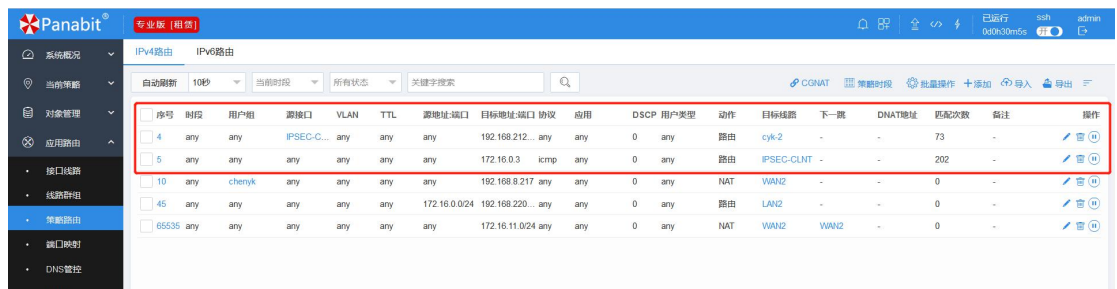 Panabit®
专业版 [租赁]
已运行 ssh admin
0d0h30m5s 开
系统概况
当前策略
对象管理
应用路由
接口线路
线路群组
策略路由
端口映射
DNS管控
IPv4路由 IPv6路由
自动刷新 10秒 当前时段 所有状态 关键字搜索 CGNAT 策略时段 批量操作 添加 导入 导出
序号 时段 用户组 源接口 VLAN TTL 源地址:端口 目标地址:端口 协议 应用 DSCP 用户类型 动作 目标线路 下一跳 DNAT地址 匹配次数 备注 操作
4 any any IPSEC-C... any any any 192.168.212... any any 0 any 路由 cyk-2 - - 73 -
5 any any any any any any 172.16.0.3 icmp any 0 any 路由 IPSEC-CLNT - - 202 -
10 any chenyk any any any any 192.168.8.217 any any 0 any NAT WAN2 - - 0 -
45 any any any any any 172.16.0.0/24 192.168.220... any any 0 any 路由 LAN2 - - 0 -
65535 any any any any any any 172.16.11.0/24 any any 0 any NAT WAN2 WAN2 - 0 -